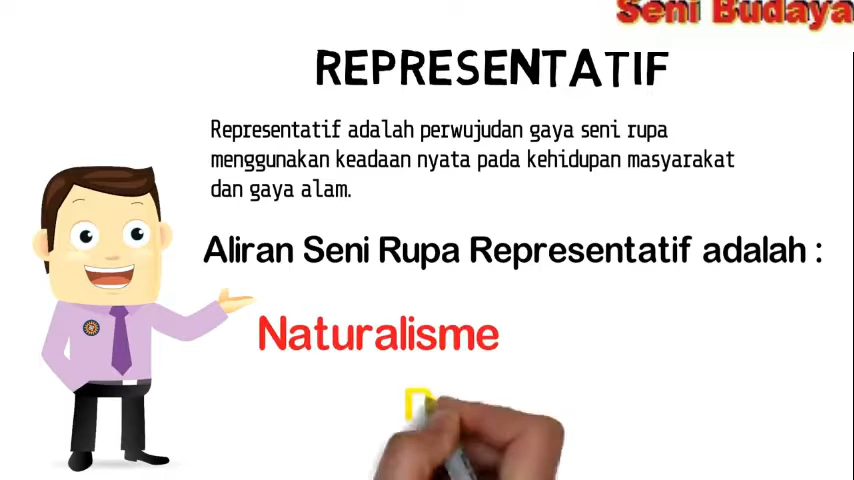 Seni Budaya
REPRESENTATIF
Representatif adalah perwujudan gaya seni rupa
menggunakan keadaan nyata pada kehidupan masyarakat
dan gaya alam.
Aliran Seni Rupa Representatif adalah :
Naturalisme